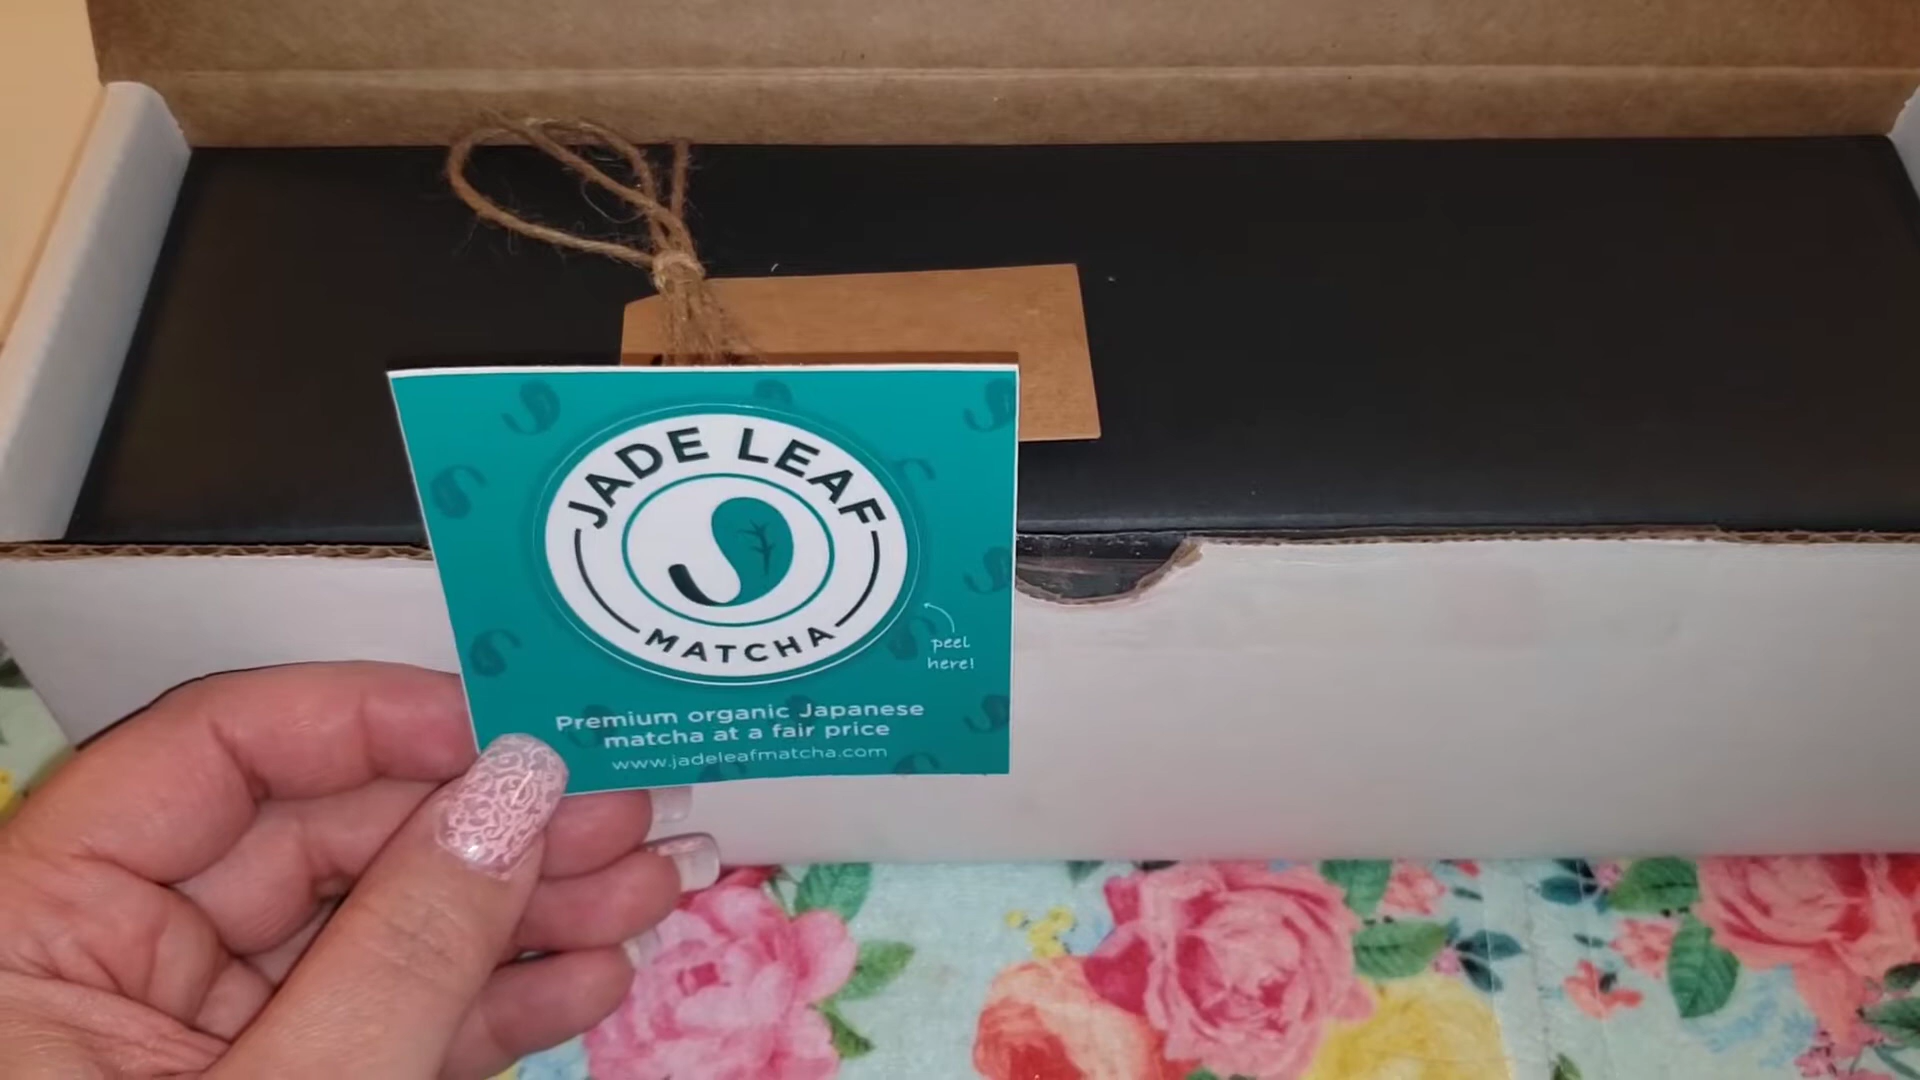 JADE LEAF
MATCHA
peel
here!
Premium organic Japanese
matcha at a fair price
www.jadeleafmatcha.com